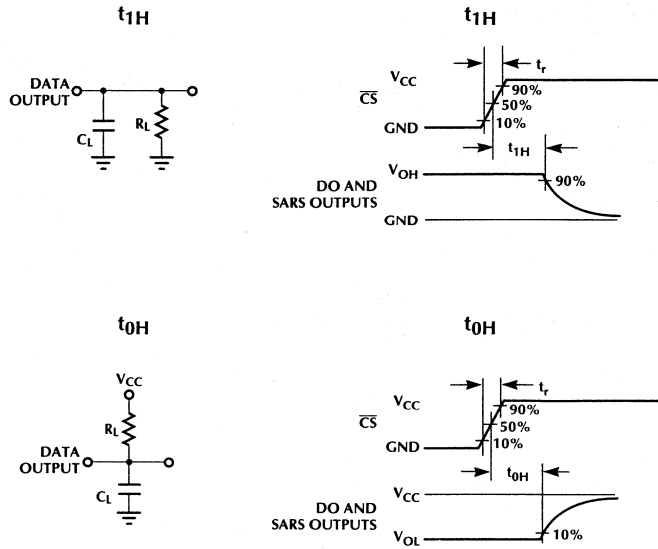 t1H
DATA
OUTPUT
CL
RL
t1H
tr
VCC
CS
GND
90%
50%
10%
t1H
VOH
DO AND
SARS OUTPUTS
GND
90%
t0H
VCC
RL
DATA
OUTPUT
CL
t0H
tr
VCC
CS
GND
90%
50%
10%
t0H
VCC
DO AND
SARS OUTPUTS
VOL
10%